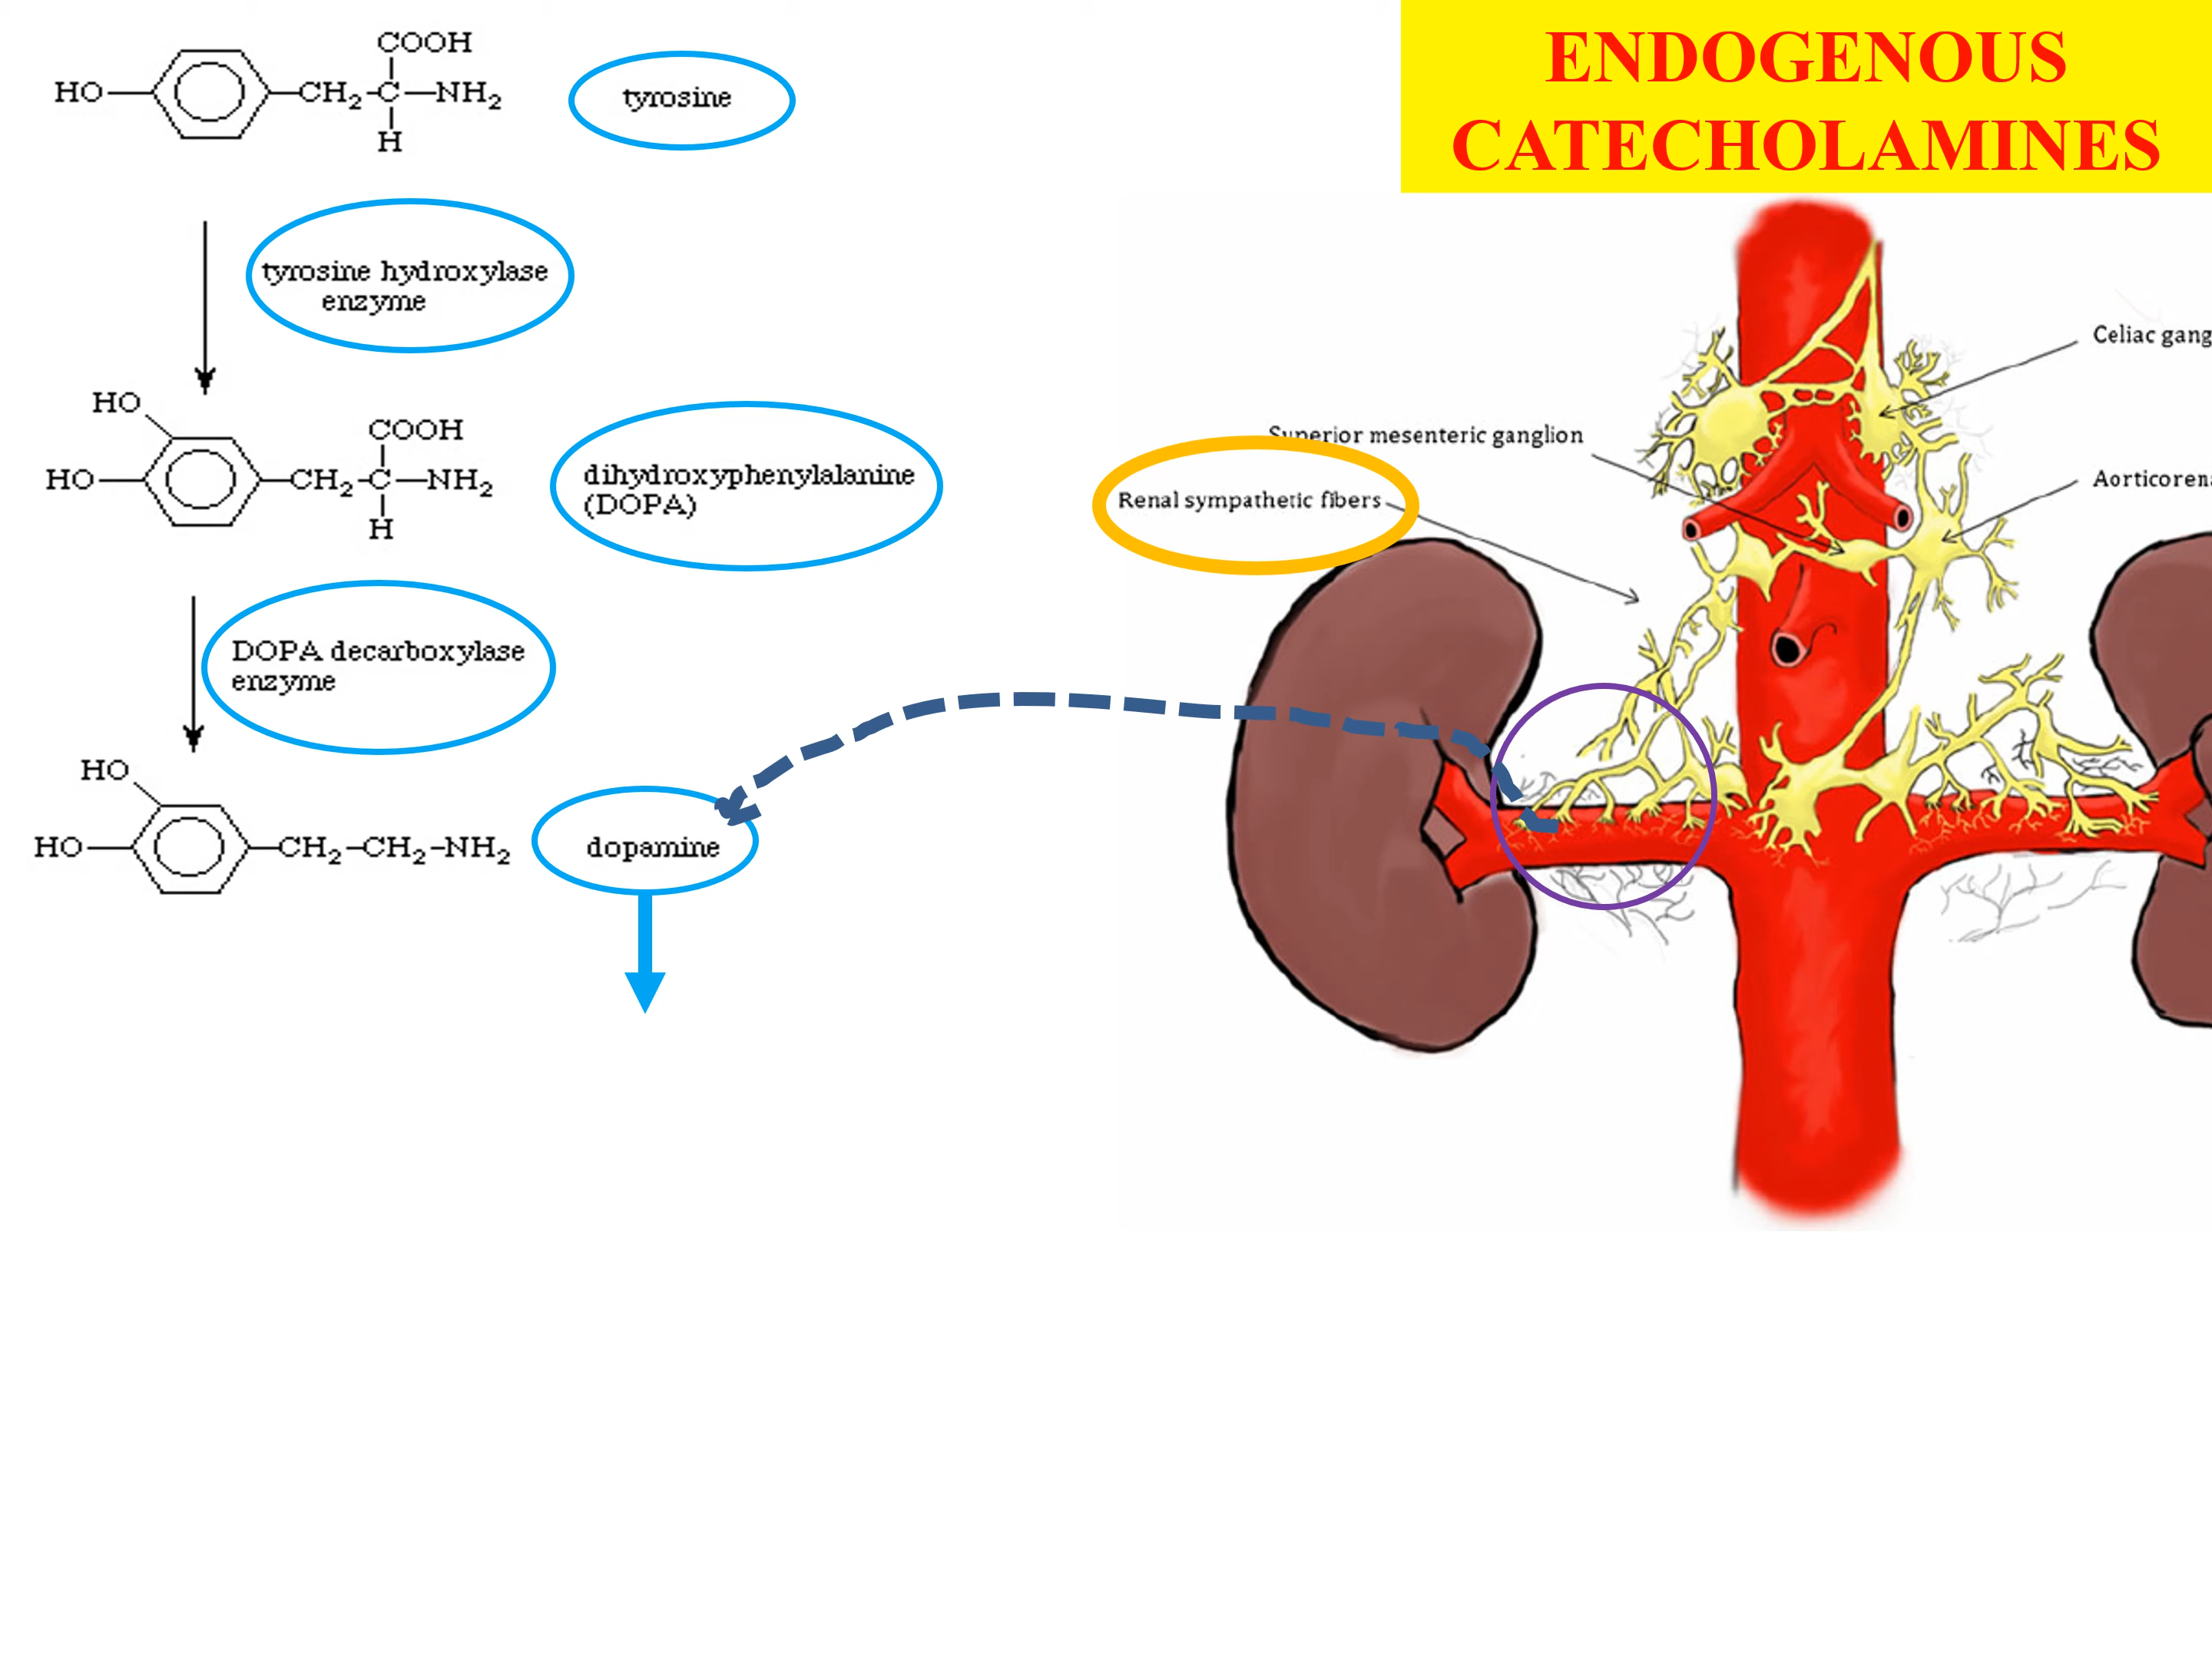 ENDOGENOUS
CATECHOLAMINES
COOH
HO
CH2
C
NH2
H
tyrosine
tyrosine hydroxylase
enzyme
HO
COOH
HO
CH2
C
NH2
H
dihydroxyphenylalanine
(DOPA)
DOPA decarboxylase
enzyme
HO
HO
CH2-CH2-NH2
dopamine
Celiac gang
Superior mesenteric ganglion
Renal sympathetic fibers
Aorticorena